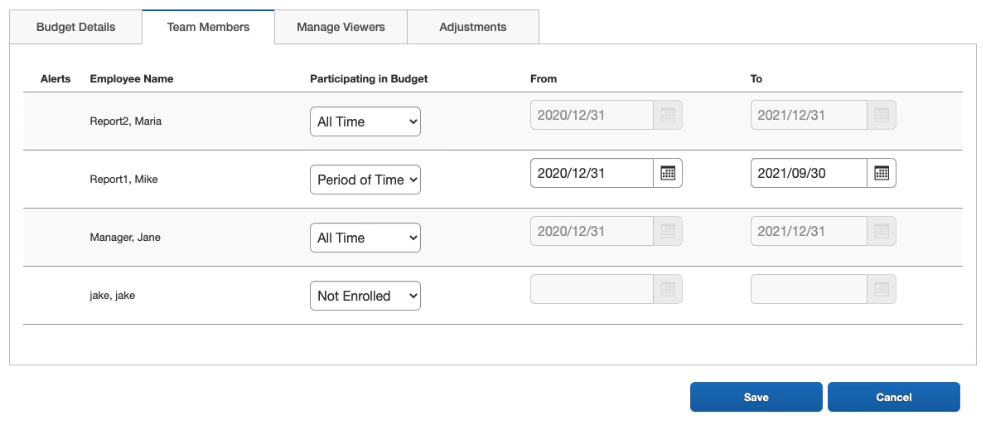 Budget Details Team Members Manage Viewers Adjustments
Alerts Employee Name Participating in Budget From To
Report2, Maria All Time 2020/12/31 2021/12/31
Report1, Mike Period of Time 2020/12/31 2021/09/30
Manager, Jane All Time 2020/12/31 2021/12/31
jake, jake Not Enrolled
Save Cancel